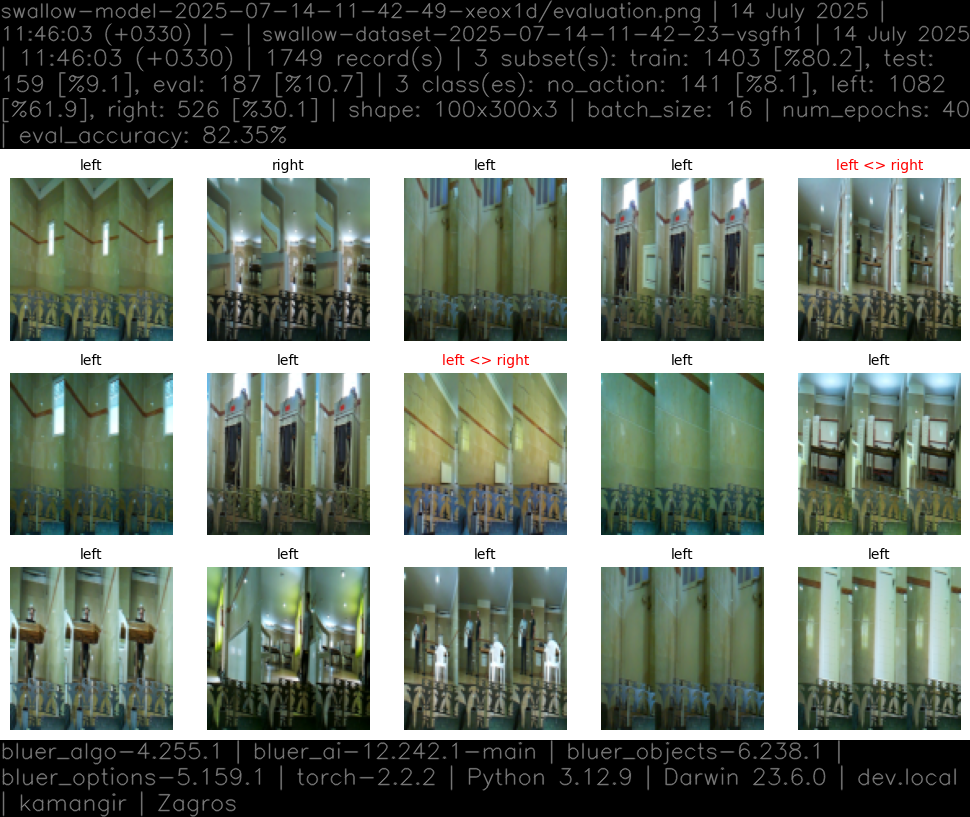 swallow-model-2025-07-14-11-42-49-xeox1d/evaluation.png | 14 July 2025 |
11:46:03 (+0330) | - | swallow-dataset-2025-07-14-11-42-23-vsgfh1 | 14 July 2025
| 11:46:03 (+0330) | 1749 record(s) | 3 subset(s): train: 1403 [%80.2], test:
159 [%9.1], eval: 187 [%10.7] | 3 class(es): no_action: 141 [%8.1], left: 1082
[%61.9], right: 526 [%30.1] | shape: 100x300x3 | batch_size: 16 | num_epochs: 40
| eval_accuracy: 82.35%
left right left left left <> right
left left left <> right left left
left left left left left
bluer_algo-4.255.1 | bluer_ai-12.242.1-main | bluer_objects-6.238.1 |
bluer_options-5.159.1 | torch-2.2.2 | Python 3.12.9 | Darwin 23.6.0 | dev.local
| kamangir | Zagros